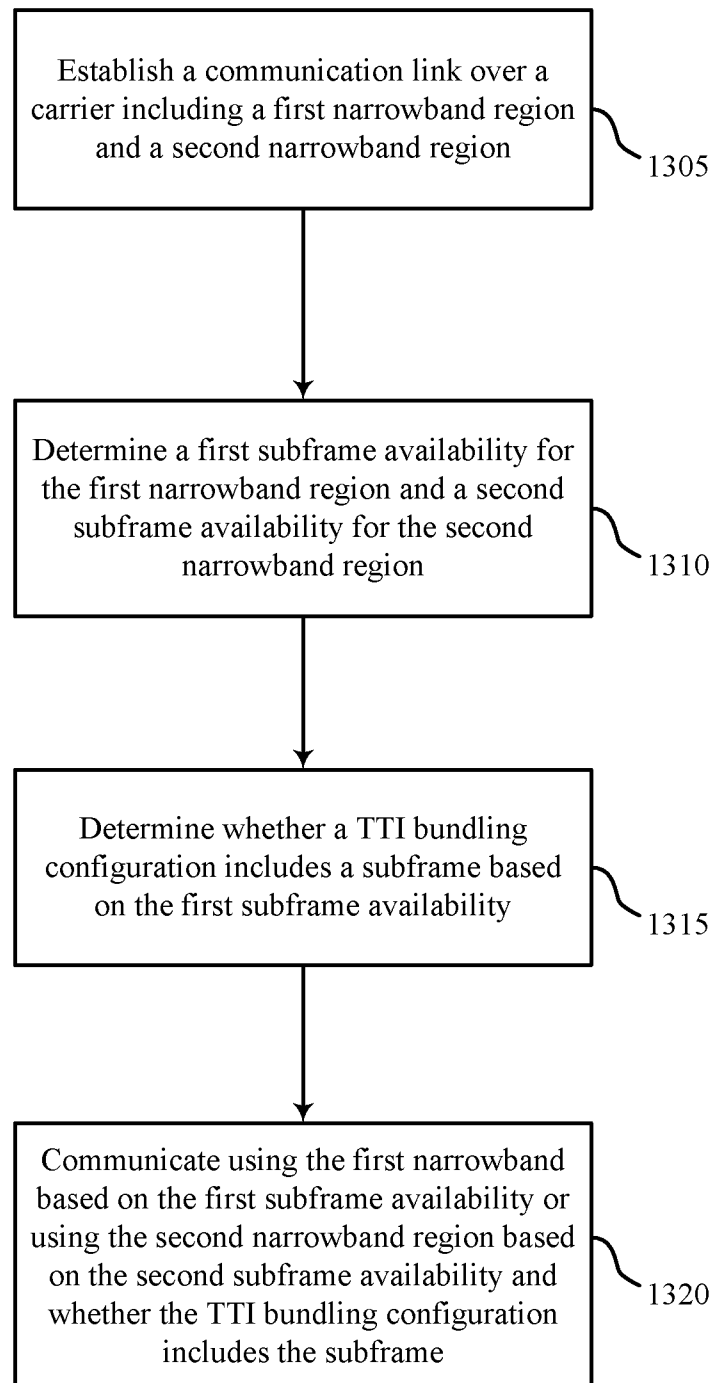 Establish a communication link over a
carrier including a first narrowband region
and a second narrowband region
1305
Determine a first subframe availability for
the first narrowband region and a second
subframe availability for the second
narrowband region
1310
Determine whether a TTI bundling
configuration includes a subframe based
on the first subframe availability
1315
Communicate using the first narrowband
based on the first subframe availability or
using the second narrowband region based
on the second subframe availability and
whether the TTI bundling configuration
includes the subframe
1320